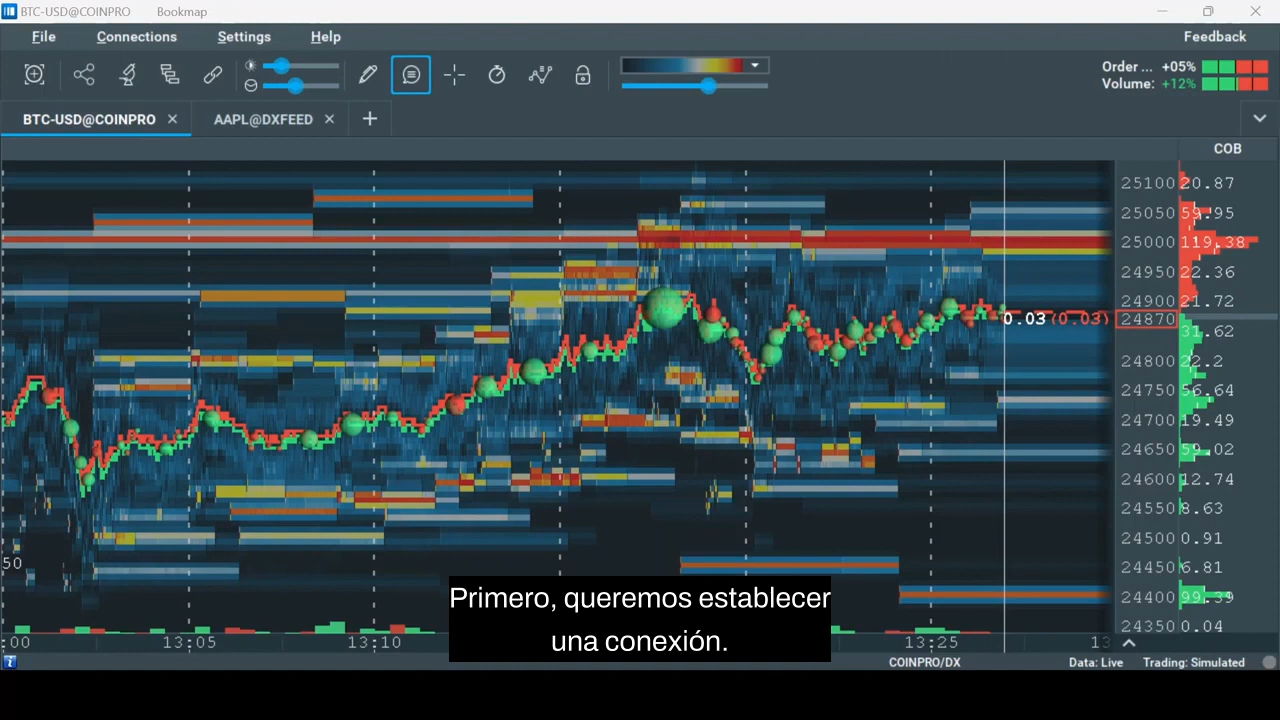 BTC-USD@COINPRO Bookmap
File Connections Settings Help Feedback
Order ... +05%
Volume: +12%
BTC-USD@COINPRO AAPL@DXFEED
COB
25100 20.87
25050 59.95
25000 119.38
24950 22.36
24900 21.72
0.03 (0.03) 24870
31.62
24800 22.2
24750 56.64
24700 19.49
24650 59.02
24600 12.74
24550 8.63
24500 0.91
50
24450 6.81
24400 99.39
24350 0.04
Primero, queremos establecer
una conexión.
:00 13:05 13:10 13:25 13
COINPRO/DX Data: Live Trading: Simulated